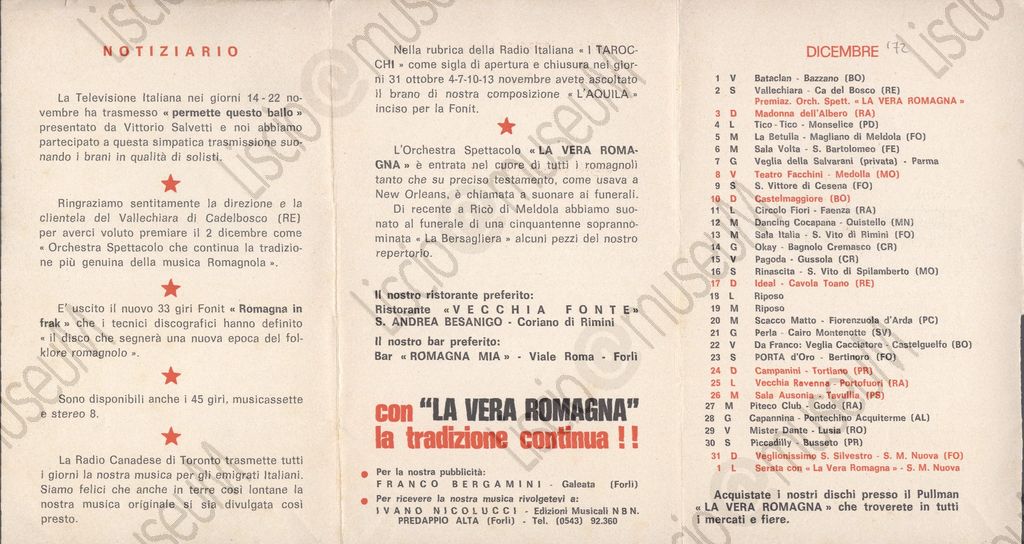 NOTIZIARIO
La Televisione Italiana nei giorni 14-22 no-
vembre ha trasmesso « permette questo ballo »
presentato da Vittorio Salvetti e noi abbiamo
partecipato a questa simpatica trasmissione suo-
nando i brani in qualità di solisti.
Ringraziamo sentitamente la direzione e la
clientela del Vallechiara di Cadelbosco (RE)
per averci voluto premiare il 2 dicembre come
« Orchestra Spettacolo che continua la tradizio-
ne più genuina della musica Romagnola ».
E' uscito il nuovo 33 giri Fonit « Romagna in
frak » che i tecnici discografici hanno definito
« il disco che segnerà una nuova epoca del fol-
klore romagnolo ».
Sono disponibili anche i 45 giri, musicassette
e stereo 8.
La Radio Canadese di Toronto trasmette tutti
i giorni la nostra musica per gli emigrati Italiani.
Siamo felici che anche in terre così lontane la
nostra musica originale si sia divulgata così
presto.
Nella rubrica della Radio Italiana « I TAROC-
CHI » come sigla di apertura e chiusura nei gior-
ni 31 ottobre 4-7-10-13 novembre avete ascoltato
il brano di nostra composizione « L'AQUILA »
inciso per la Fonit.
L'Orchestra Spettacolo « LA VERA ROMA-
GNA » è entrata nel cuore di tutti i romagnoli
tanto che su preciso testamento, come usava a
New Orleans, è chiamata a suonare ai funerali.
Di recente a Ricò di Meldola abbiamo suo-
nato al funerale di una cinquantenne sopranno-
minata « La Bersagliera » alcuni pezzi del nostro
repertorio.
Il nostro ristorante preferito:
Ristorante « VECCHIA FONTE »
S. ANDREA BESANIGO - Coriano di Rimini
Il nostro bar preferito:
Bar « ROMAGNA MIA » - Viale Roma - Forlì
con "LA VERA ROMAGNA"
la tradizione continua !!
Per la nostra pubblicità:
FRANCO BERGAMINI - Galeata (Forlì)
Per ricevere la nostra musica rivolgetevi a:
IVANO NICOLUCCI - Edizioni Musicali NBN.
PREDAPPIO ALTA (Forlì) - Tel. (0543) 92.360
DICEMBRE '72
1 V Bataclan - Bazzano (BO)
2 S Vallechiara - Ca del Bosco (RE)
Premiaz. Orch. Spett. « LA VERA ROMAGNA »
3 D Madonna dell'Albero (RA)
4 L Tico-Tico - Monselice (PD)
5 M La Betulla - Magliano di Meldola (FO)
6 M Sala Volta - S. Bartolomeo (FE)
7 G Veglia della Salvarani (privata) - Parma
8 V Teatro Facchini - Medolla (MO)
9 S S. Vittore di Cesena (FO)
10 D Castelmaggiore (BO)
11 L Circolo Fiori - Faenza (RA)
12 M Dancing Cocapana - Quistello (MN)
13 M Sala Italia - S. Vito di Rimini (FO)
14 G Okay - Bagnolo Cremasco (CR)
15 V Pagoda - Gussola (CR)
16 S Rinascita - S. Vito di Spilamberto (MO)
17 D Ideal - Cavola Toano (RE)
18 L Riposo
19 M Riposo
20 M Scacco Matto - Fiorenzuola d'Arda (PC)
21 G Perla - Cairo Montenotte (SV)
22 V Da Franco: Veglia Cacciatore - Castelguelfo (BO)
23 S PORTA d'Oro - Bertinoro (FO)
24 D Campanini - Tortiano (PR)
25 L Vecchia Ravenna - Portofuori (RA)
26 M Sala Ausonia - Tavullia (PS)
27 M Piteco Club - Godo (RA)
28 G Capannina - Pontechino Acquiterme (AL)
29 V Mister Dante - Lusia (RO)
30 S Piccadilly - Busseto (PR)
31 D Veglionissimo S. Silvestro - S. M. Nuova (FO)
1 L Serata con « La Vera Romagna » - S. M. Nuova
Acquistate i nostri dischi presso il Pullman
« LA VERA ROMAGNA » che troverete in tutti
i mercati e fiere.
Liscio@museuM
Liscio@museuM
Liscio@museuM